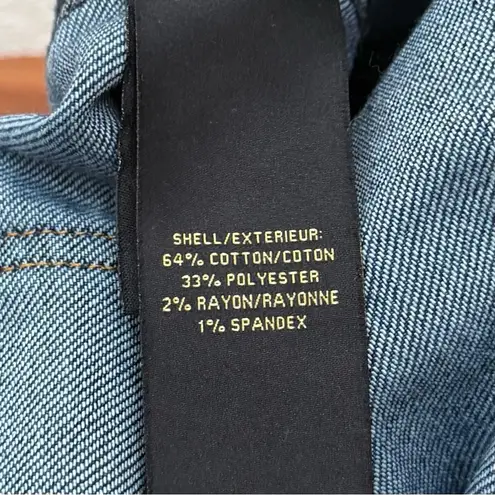 SHELL/EXTERIEUR:
64% COTTON/COTON
33% POLYESTER
2% RAYON/RAYONNE
1% SPANDEX